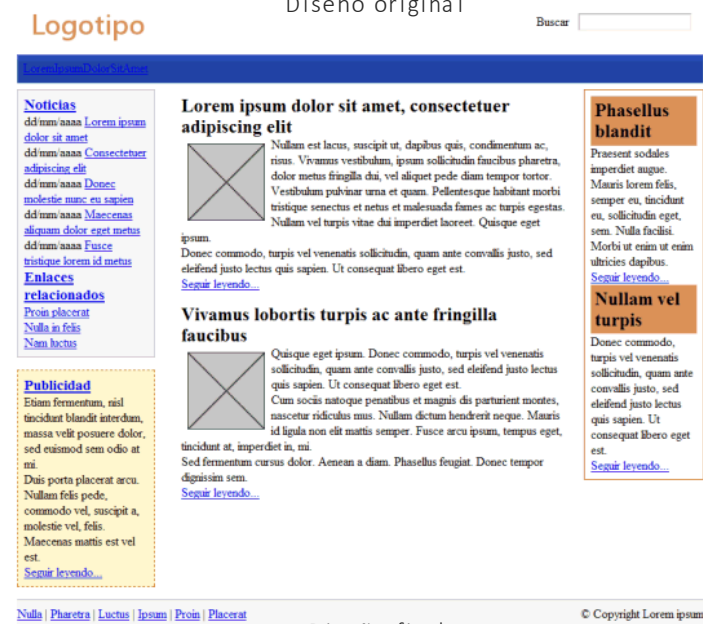 Diseño original
Logotipo
Buscar
LoremIpsumDolorSitAmet
Noticias
dd/mm/aaaa Lorem ipsum
dolor sit amet
dd/mm/aaaa Consectetuer
adipiscing elit
dd/mm/aaaa Donec
molestie nunc eu sapien
dd/mm/aaaa Maecenas
aliquam dolor eget metus
dd/mm/aaaa Fusce
tristique lorem id metus
Enlaces
relacionados
Proin placerat
Nulla in felis
Nam luctus
Publicidad
Etiam fermentum, nisl
tincidunt blandit interdum,
massa velit posuere dolor,
sed euismod sem odio at
mi.
Duis porta placerat arcu.
Nullam felis pede,
commodo vel, suscipit a,
molestie vel, felis.
Maecenas mattis est vel
est.
Seguir leyendo...
Lorem ipsum dolor sit amet, consectetuer
adipiscing elit
Nullam est lacus, suscipit ut, dapibus quis, condimentum ac,
risus. Vivamus vestibulum, ipsum sollicitudin faucibus pharetra,
dolor metus fringilla dui, vel aliquet pede diam tempor tortor.
Vestibulum pulvinar urna et quam. Pellentesque habitant morbi
tristique senectus et netus et malesuada fames ac turpis egestas.
Nullam vel turpis vitae dui imperdiet laoreet. Quisque eget
ipsum.
Donec commodo, turpis vel venenatis sollicitudin, quam ante convallis justo, sed
eleifend justo lectus quis sapien. Ut consequat libero eget est.
Seguir leyendo...
Vivamus lobortis turpis ac ante fringilla
faucibus
Quisque eget ipsum. Donec commodo, turpis vel venenatis
sollicitudin, quam ante convallis justo, sed eleifend justo lectus
quis sapien. Ut consequat libero eget est.
Cum sociis natoque penatibus et magnis dis parturient montes,
nascetur ridiculus mus. Nullam dictum hendrerit neque. Mauris
id ligula non elit mattis semper. Fusce arcu ipsum, tempus eget,
tincidunt at, imperdiet in, mi.
Sed fermentum cursus dolor. Aenean a diam. Phasellus feugiat. Donec tempor
dignissim sem.
Seguir leyendo...
Phasellus
blandit
Praesent sodales
imperdiet augue.
Mauris lorem felis,
semper eu, tincidunt
eu, sollicitudin eget,
sem. Nulla facilisi.
Morbi ut enim ut enim
ultricies dapibus.
Seguir leyendo...
Nullam vel
turpis
Donec commodo,
turpis vel venenatis
sollicitudin, quam ante
convallis justo, sed
eleifend justo lectus
quis sapien. Ut
consequat libero eget
est.
Seguir leyendo...
Nulla | Pharetra | Luctus | Ipsum | Proin | Placerat
© Copyright Lorem ipsum